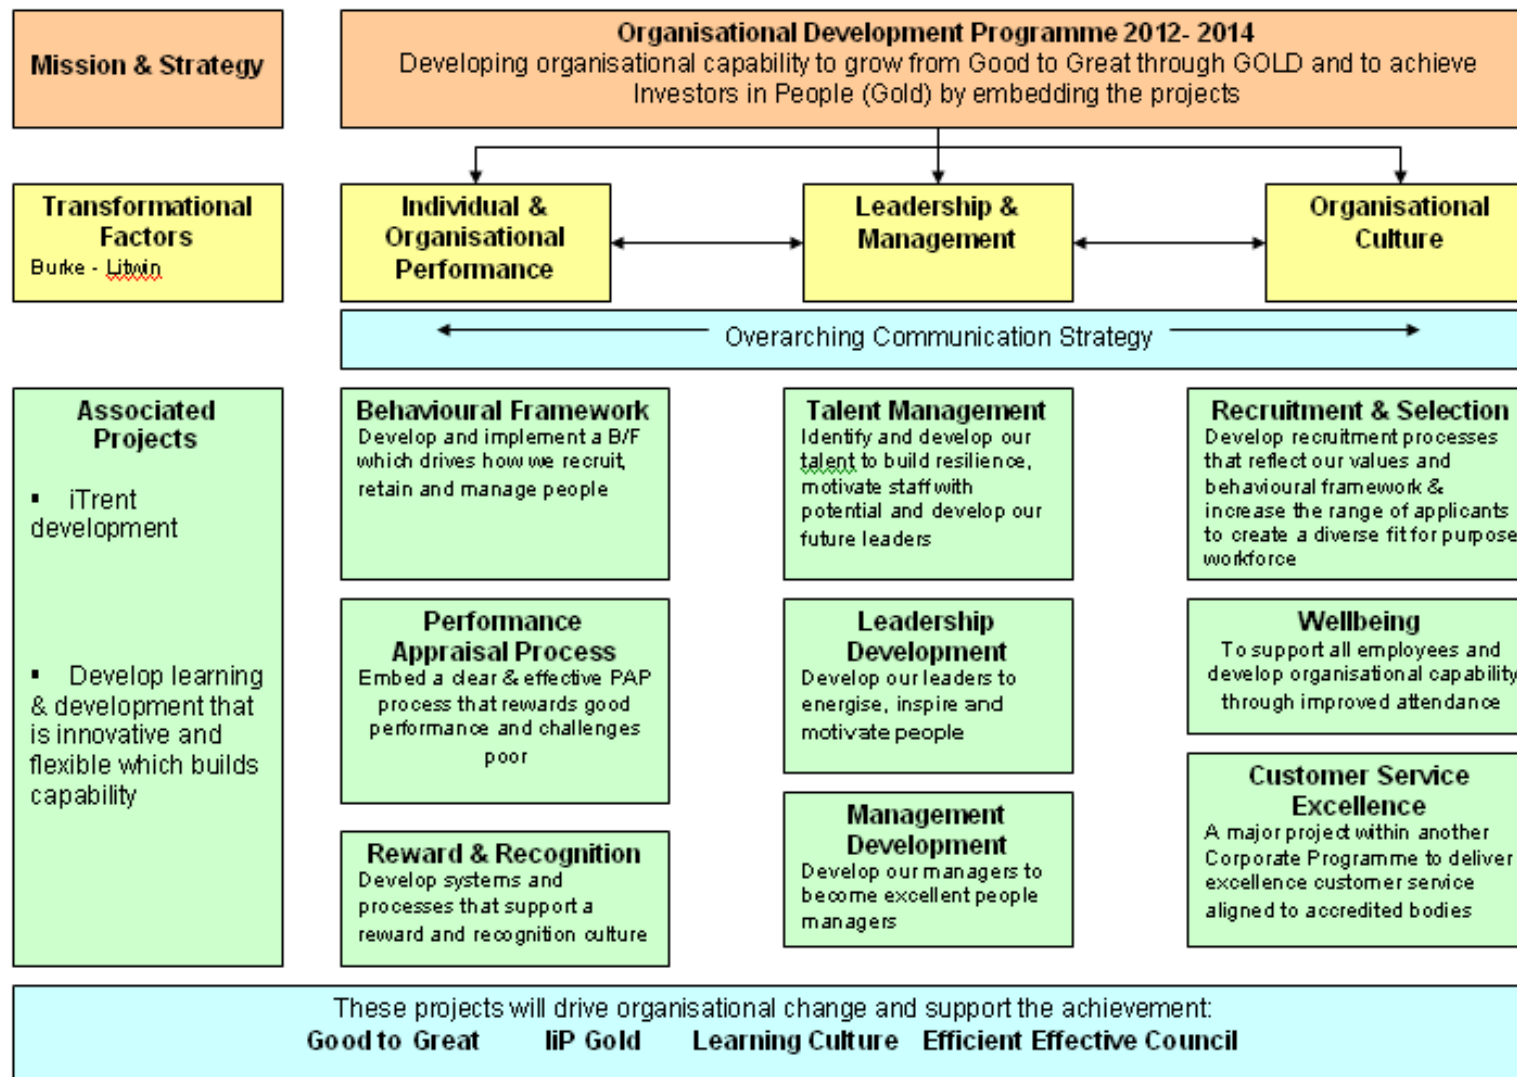 Mission & Strategy
Organisational Development Programme 2012- 2014
Developing organisational capability to grow from Good to Great through GOLD and to achieve
Investors in People (Gold) by embedding the projects
Transformational
Factors
Burke - Litwin
Individual &
Organisational
Performance
Leadership &
Management
Organisational
Culture
Overarching Communication Strategy
Associated
Projects
▪ iTrent
development
▪ Develop learning
& development that
is innovative and
flexible which builds
capability
Behavioural Framework
Develop and implement a B/F
which drives how we recruit,
retain and manage people
Performance
Appraisal Process
Embed a clear & effective PAP
process that rewards good
performance and challenges
poor
Reward & Recognition
Develop systems and
processes that support a
reward and recognition culture
Talent Management
Identify and develop our
talent to build resilience,
motivate staff with
potential and develop our
future leaders
Leadership
Development
Develop our leaders to
energise, inspire and
motivate people
Management
Development
Develop our managers to
become excellent people
managers
Recruitment & Selection
Develop recruitment processes
that reflect our values and
behavioural framework &
increase the range of applicants
to create a diverse fit for purpose
workforce
Wellbeing
To support all employees and
develop organisational capability
through improved attendance
Customer Service
Excellence
A major project within another
Corporate Programme to deliver
excellence customer service
aligned to accredited bodies
These projects will drive organisational change and support the achievement:
Good to Great IiP Gold Learning Culture Efficient Effective Council